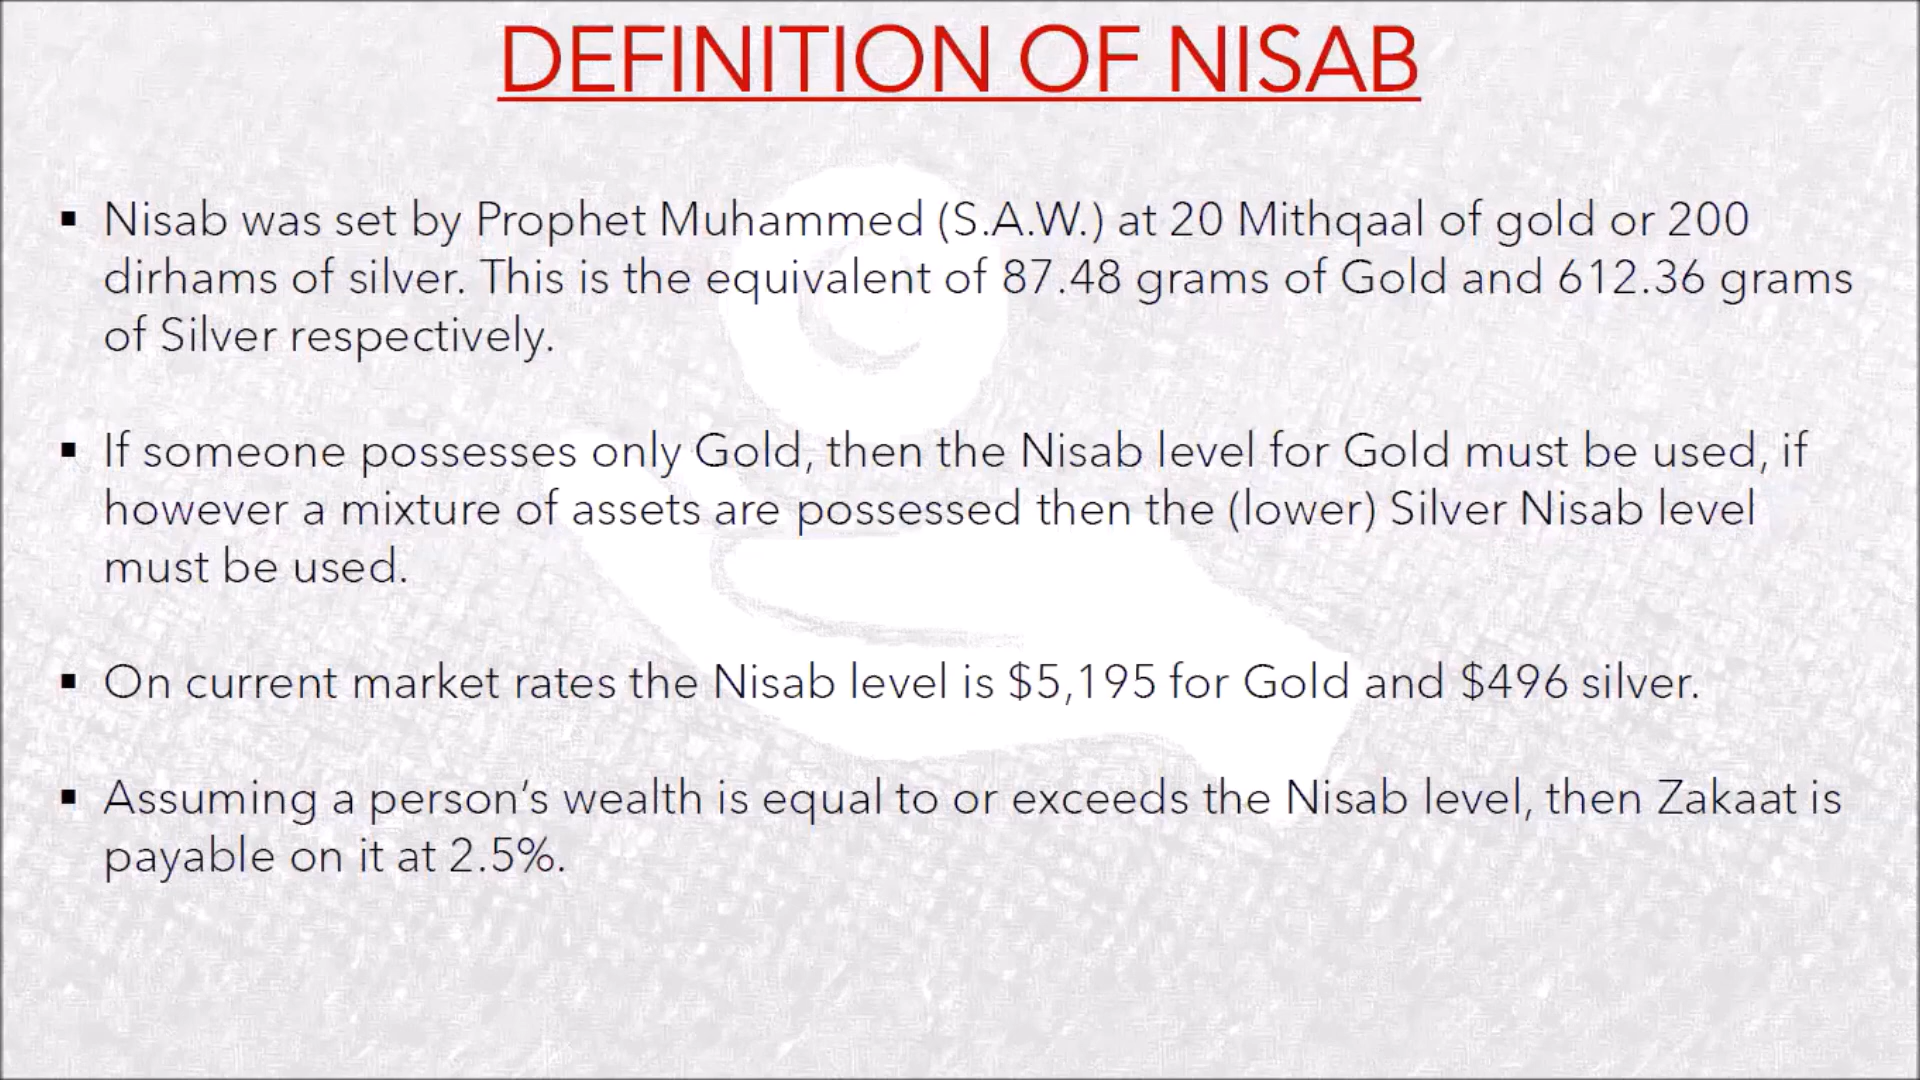 DEFINITION OF NISAB
▪ Nisab was set by Prophet Muhammed (S.A.W.) at 20 Mithqaal of gold or 200
dirhams of silver. This is the equivalent of 87.48 grams of Gold and 612.36 grams
of Silver respectively.
▪ If someone possesses only Gold, then the Nisab level for Gold must be used, if
however a mixture of assets are possessed then the (lower) Silver Nisab level
must be used.
▪ On current market rates the Nisab level is $5,195 for Gold and $496 silver.
▪ Assuming a person’s wealth is equal to or exceeds the Nisab level, then Zakaat is
payable on it at 2.5%.